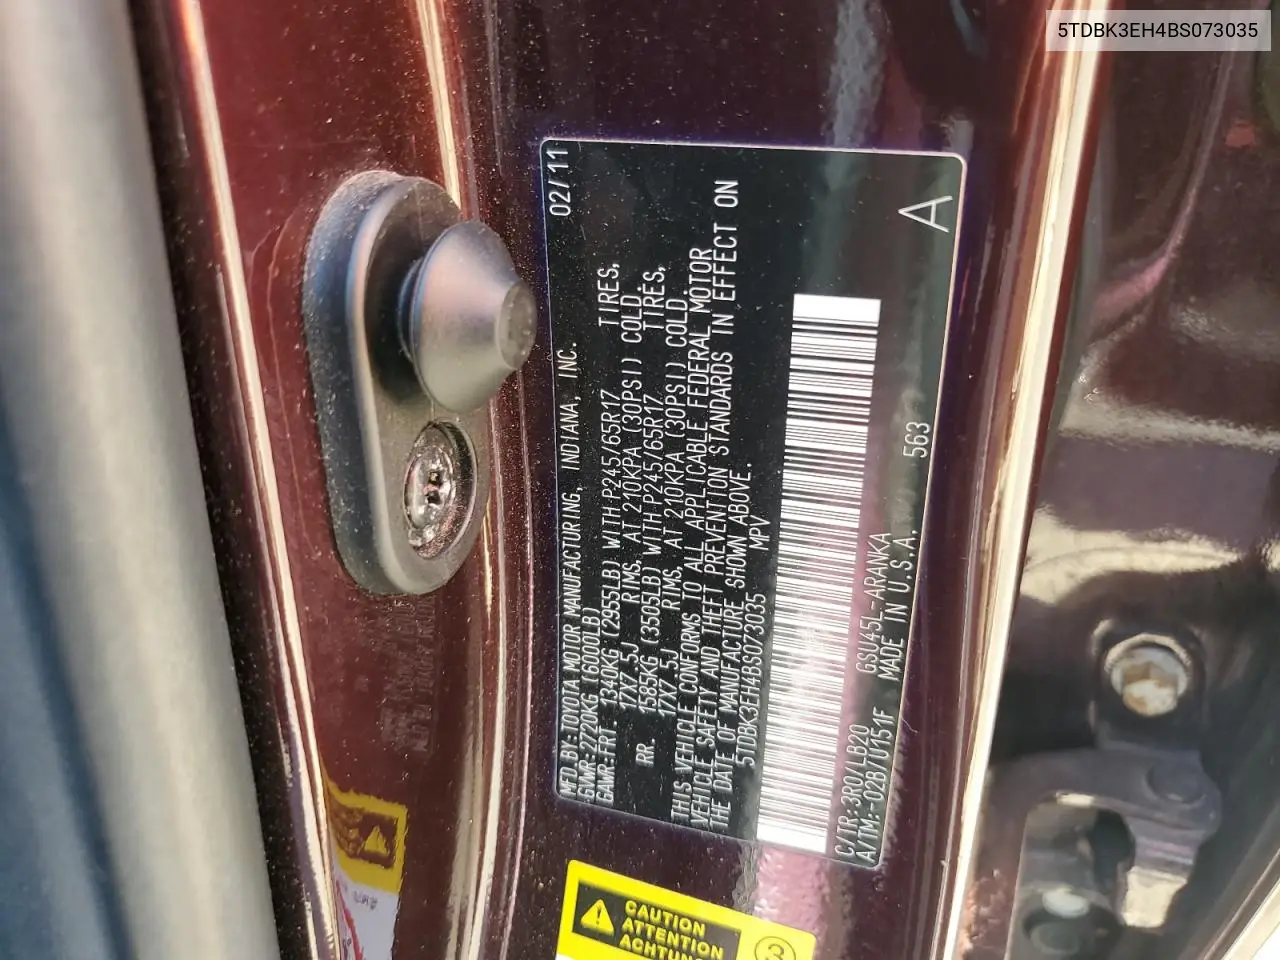 5TDBK3EH4BS073035
MFD.BY:TOYOTA MOTOR MANUFACTURING, INDIANA, INC. 02/11
GVWR:2720KG (6000LB)
GAWR:FRT 1340KG (2955LB) WITH P245/65R17 TIRES,
17X7.5J RIMS, AT 210KPA (30PSI) COLD
RR. 1585KG (3505LB) WITH P245/65R17 TIRES,
17X7.5J RIMS, AT 210KPA (30PSI) COLD
THIS VEHICLE CONFORMS TO ALL APPLICABLE FEDERAL MOTOR
VEHICLE SAFETY AND THEFT PREVENTION STANDARDS IN EFFECT ON
THE DATE OF MANUFACTURE SHOWN ABOVE.
5TDBK3EH4BS073035 MPV
C/TR:3R0/LB20 GSU45L-ARANKA
A/TM:-02B/U151F MADE IN U.S.A. 563 A
CAUTION
ATTENTION
ACHTUNG
3